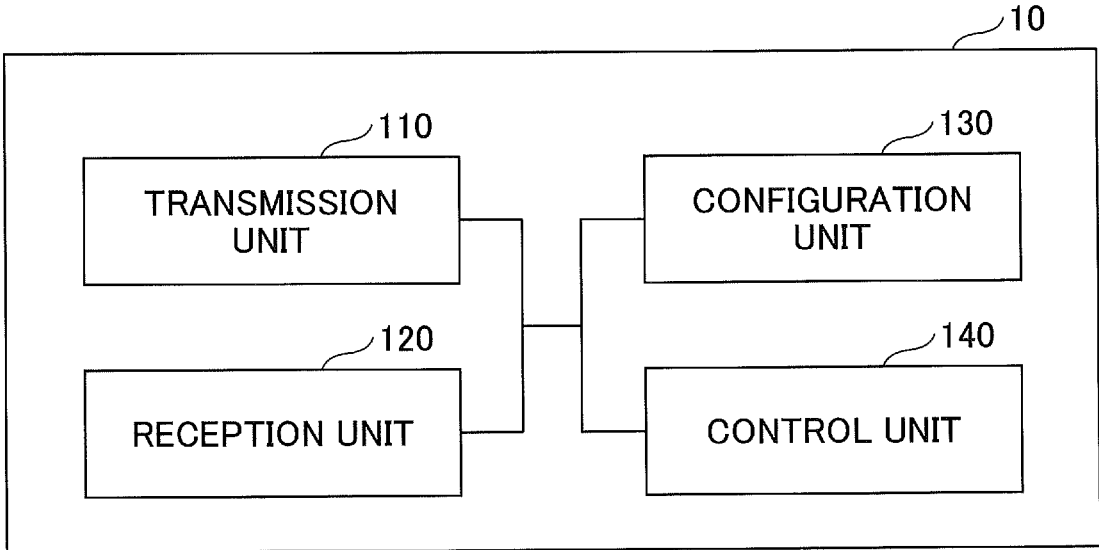 10
110
TRANSMISSION
UNIT
130
CONFIGURATION
UNIT
120
RECEPTION UNIT
140
CONTROL UNIT